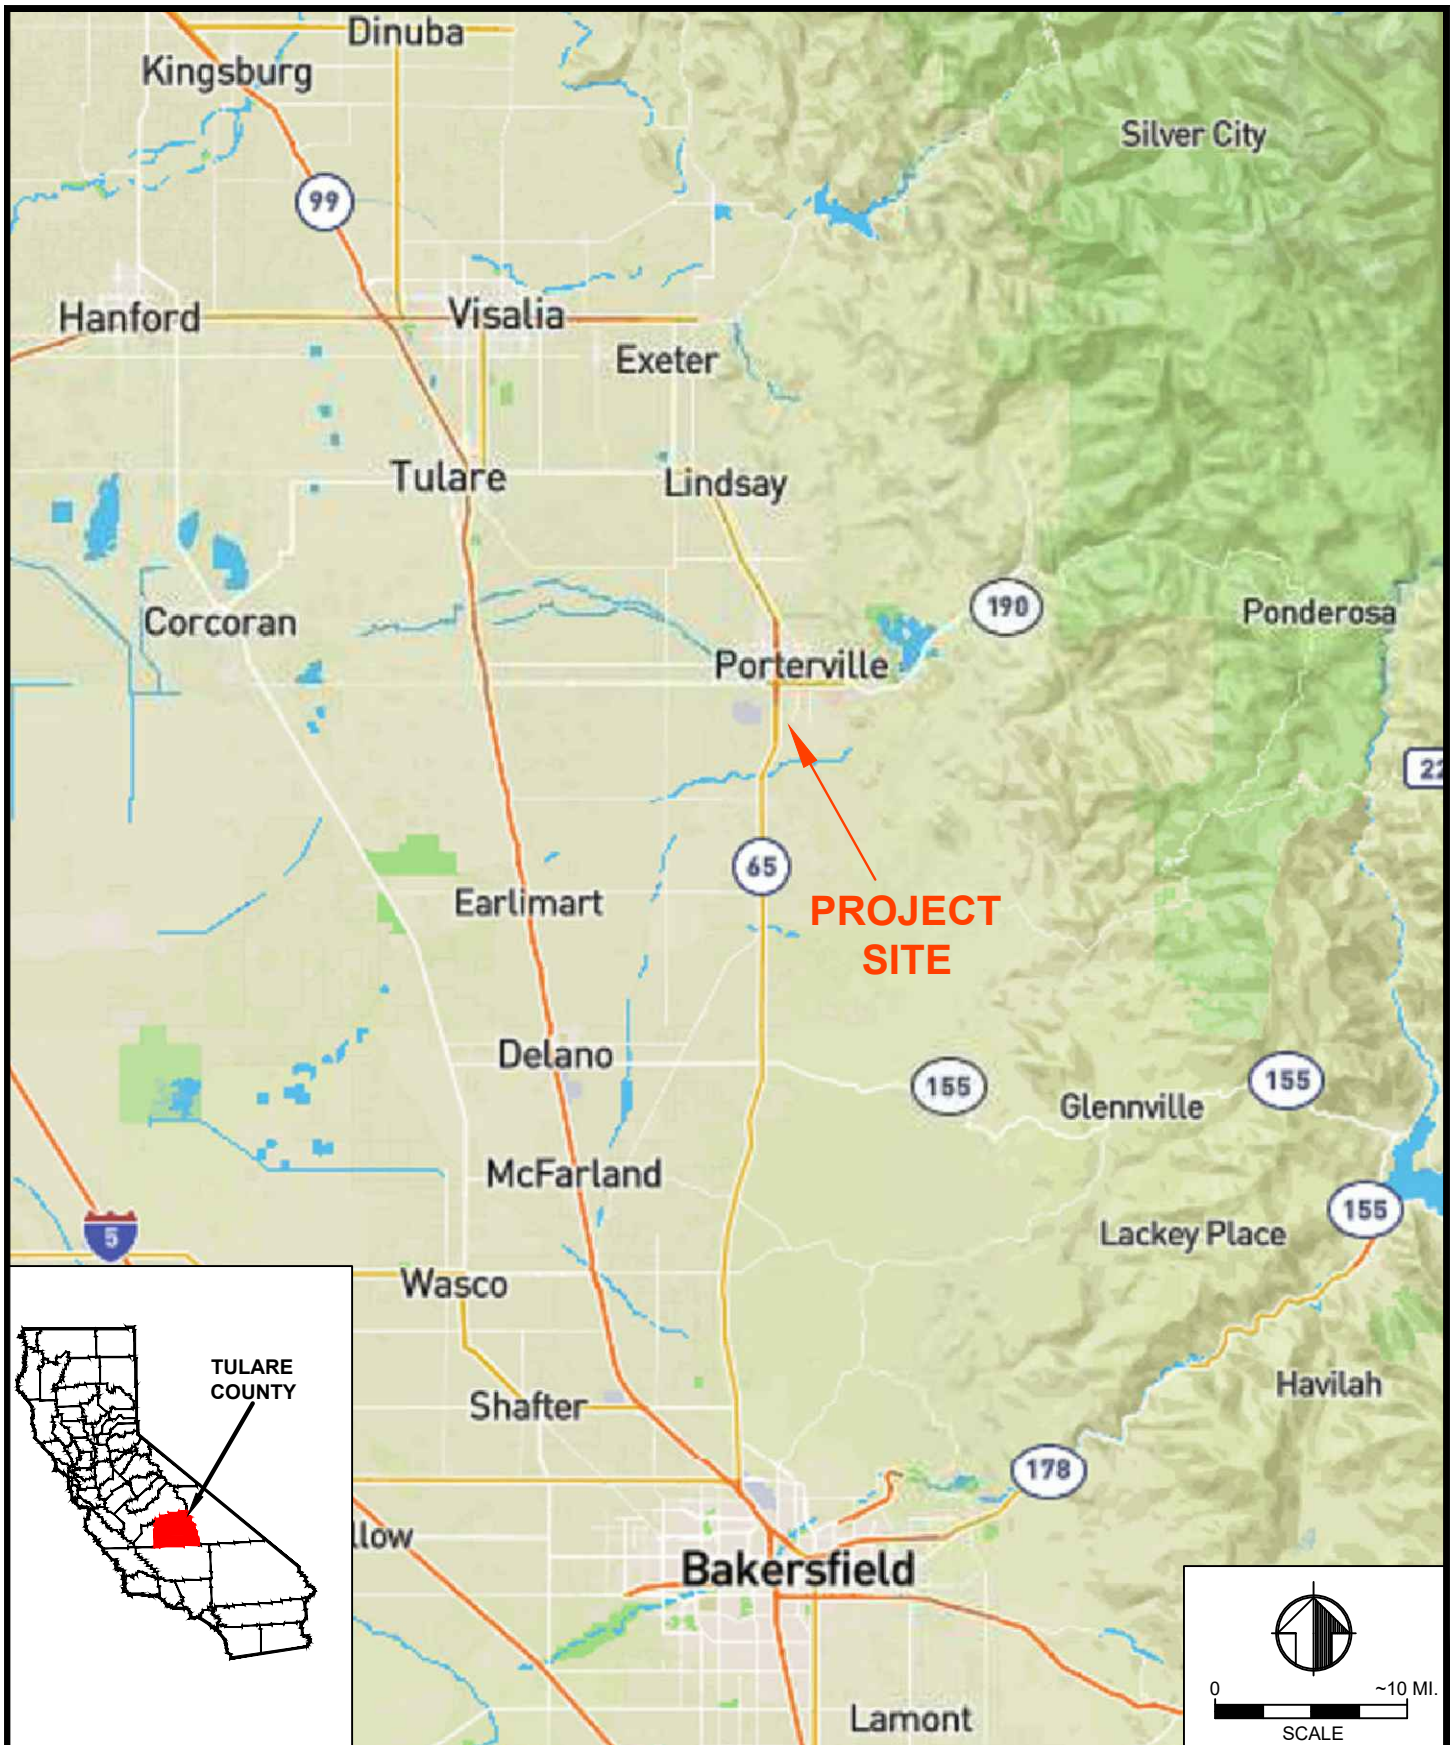 Dinuba
Kingsburg
Silver City
99
Hanford
Visalia
Exeter
Tulare
Lindsay
190
Corcoran
Ponderosa
Porterville
22
65
Earlimart
PROJECT
SITE
Delano
155
155
Glennville
McFarland
155
5
Lackey Place
Wasco
TULARE
COUNTY
Havilah
Shafter
178
llow
Bakersfield
0
~10 MI.
SCALE
Lamont